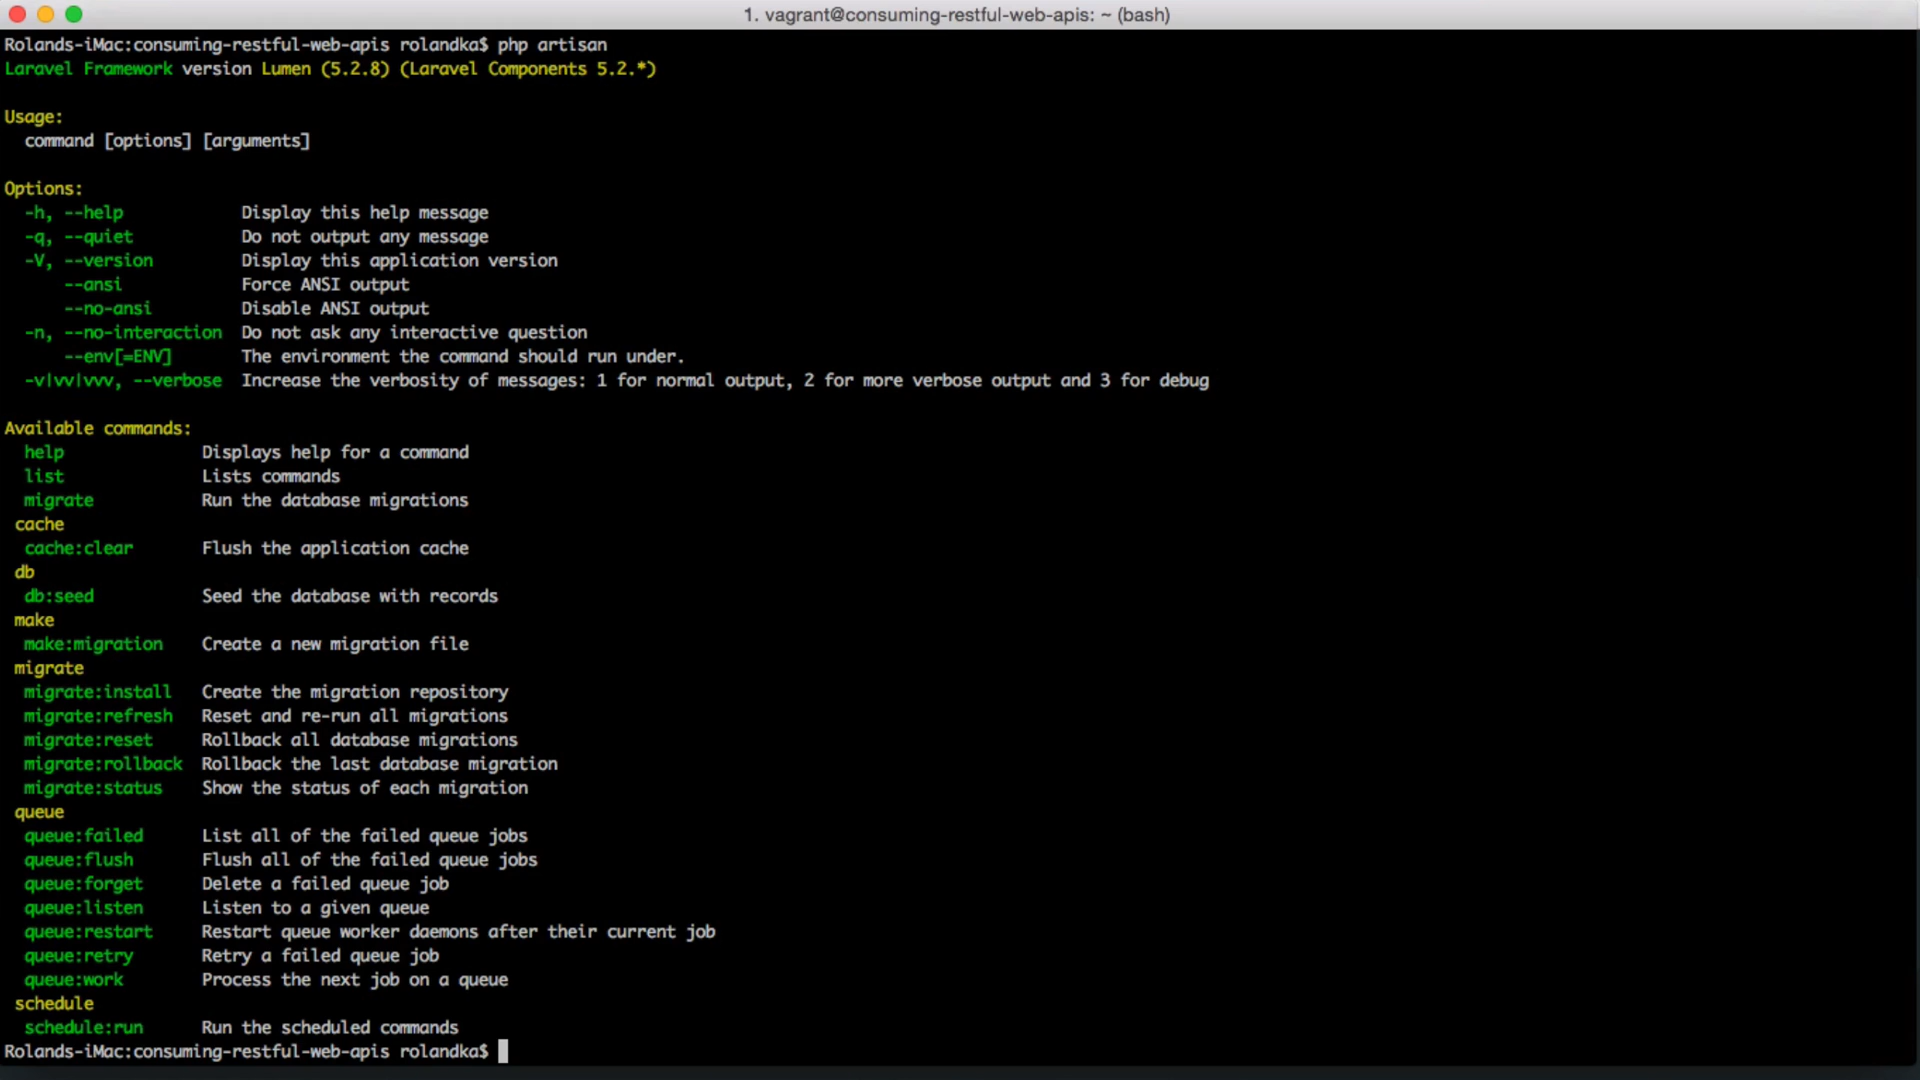 1. vagrant@consuming-restful-web-apis: ~ (bash)
Rolands-iMac:consuming-restful-web-apis rolandka$ php artisan
Laravel Framework version Lumen (5.2.8) (Laravel Components 5.2.*)
Usage:
command [options] [arguments]
Options:
-h, --help Display this help message
-q, --quiet Do not output any message
-V, --version Display this application version
--ansi Force ANSI output
--no-ansi Disable ANSI output
-n, --no-interaction Do not ask any interactive question
--env[=ENV] The environment the command should run under.
-v|vv|vvv, --verbose Increase the verbosity of messages: 1 for normal output, 2 for more verbose output and 3 for debug
Available commands:
help Displays help for a command
list Lists commands
migrate Run the database migrations
cache
cache:clear Flush the application cache
db
db:seed Seed the database with records
make
make:migration Create a new migration file
migrate
migrate:install Create the migration repository
migrate:refresh Reset and re-run all migrations
migrate:reset Rollback all database migrations
migrate:rollback Rollback the last database migration
migrate:status Show the status of each migration
queue
queue:failed List all of the failed queue jobs
queue:flush Flush all of the failed queue jobs
queue:forget Delete a failed queue job
queue:listen Listen to a given queue
queue:restart Restart queue worker daemons after their current job
queue:retry Retry a failed queue job
queue:work Process the next job on a queue
schedule
schedule:run Run the scheduled commands
Rolands-iMac:consuming-restful-web-apis rolandka$